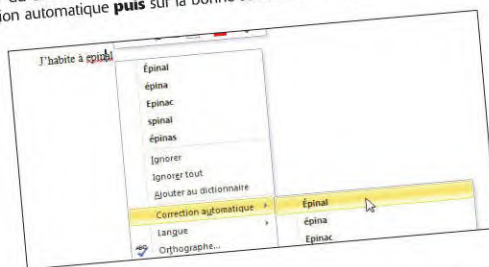 ction automatique puis sur la bonne
J'habite à epinal
Épinal
épina
Epinac
spinal
épinas
Ignorer
Ignorer tout
Ajouter au dictionnaire
Correction automatique
Langue
Orthographe...
Épinal
épina
Epinac